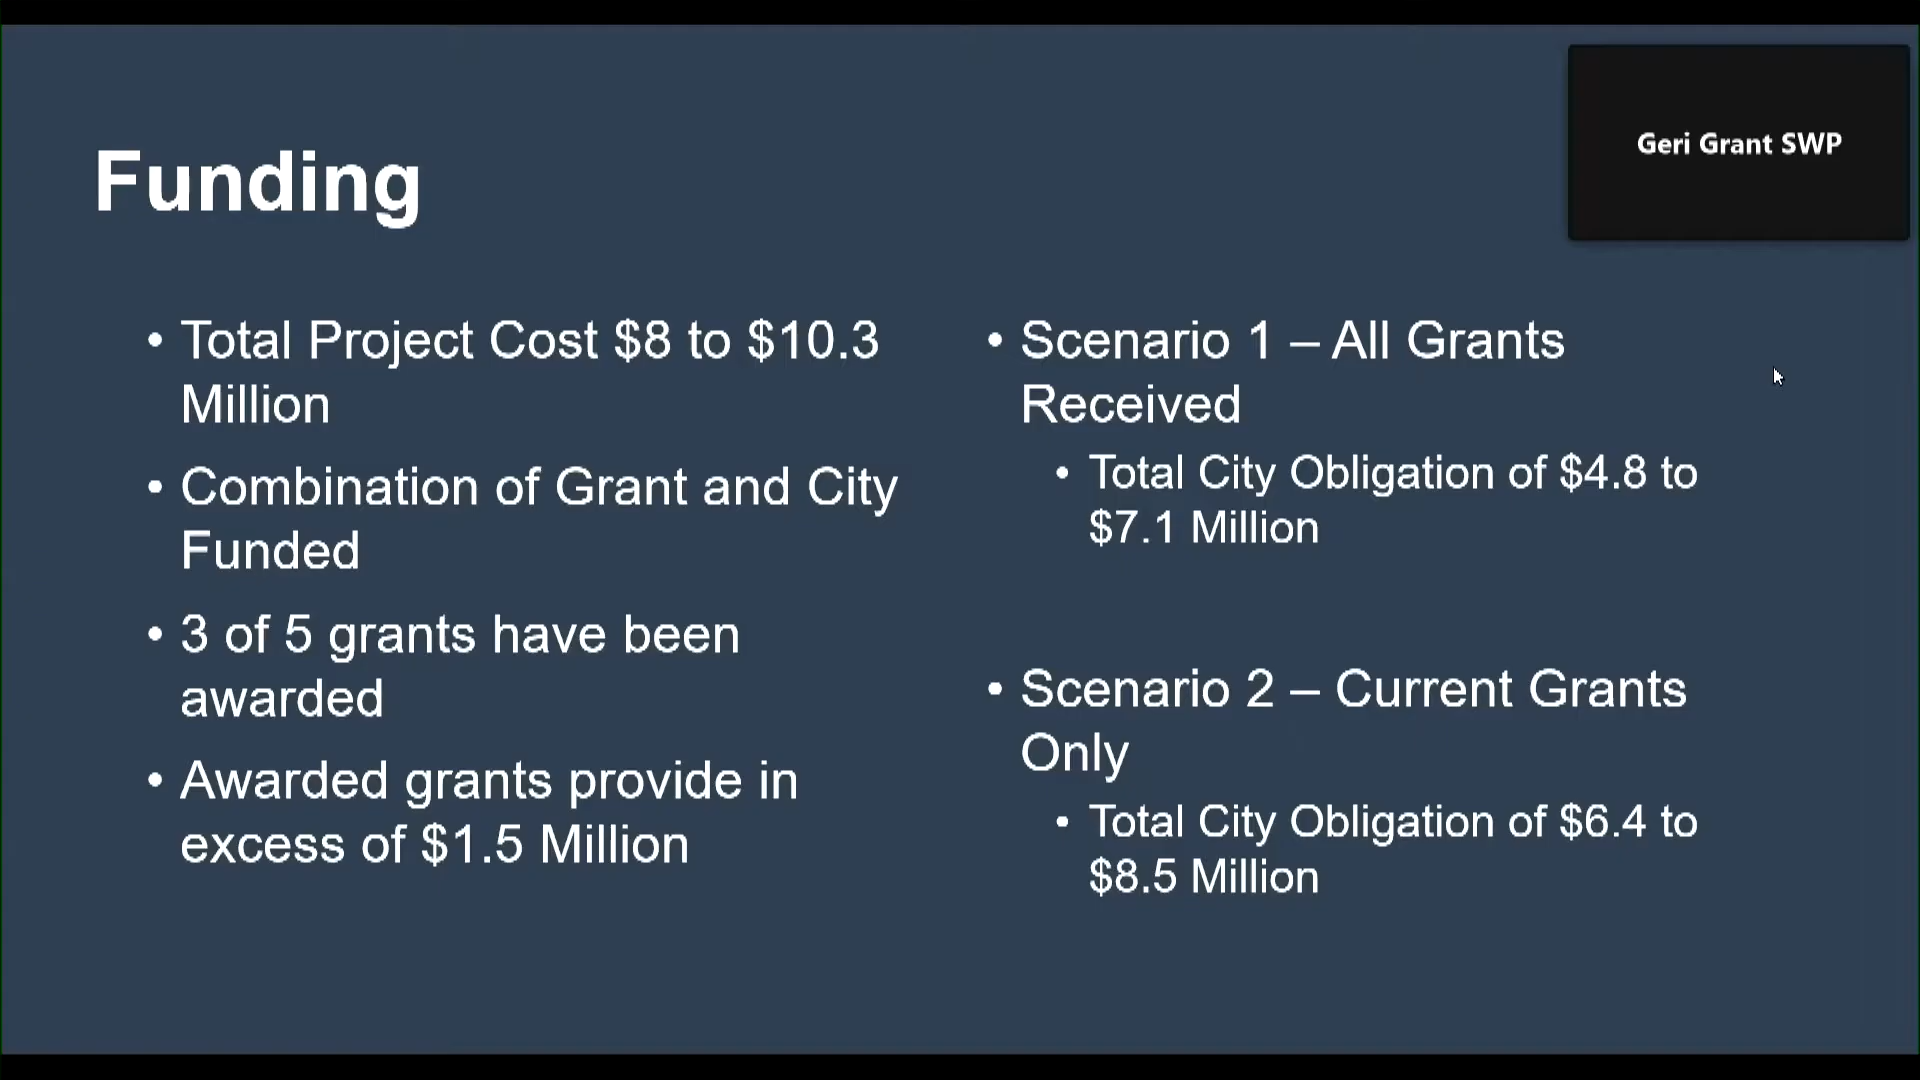 Geri Grant SWP
Funding
• Total Project Cost $8 to $10.3
Million
• Combination of Grant and City
Funded
• 3 of 5 grants have been
awarded
• Awarded grants provide in
excess of $1.5 Million
• Scenario 1 – All Grants
Received
• Total City Obligation of $4.8 to
$7.1 Million
• Scenario 2 – Current Grants
Only
• Total City Obligation of $6.4 to
$8.5 Million